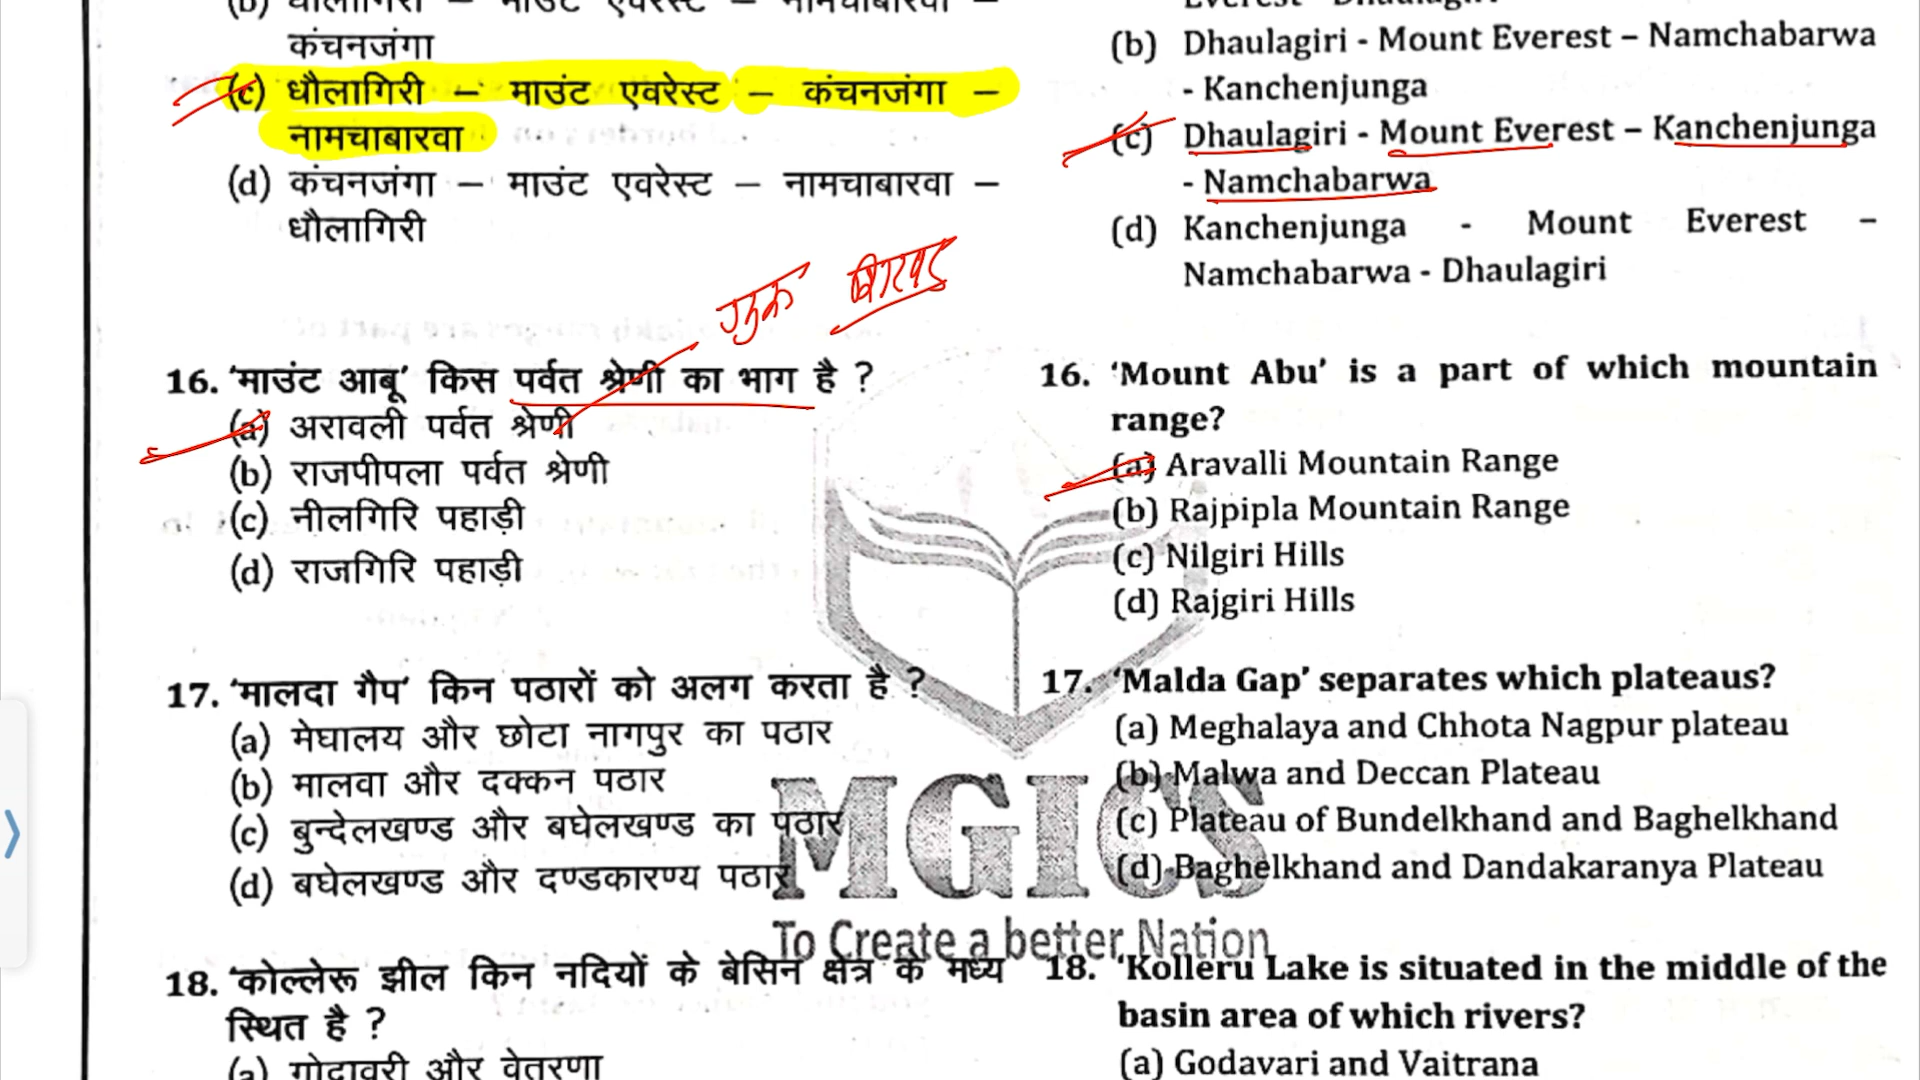 कंचनजंगा
(c) धौलागिरी – माउंट एवरेस्ट – कंचनजंगा –
नामचाबारवा
(d) कंचनजंगा – माउंट एवरेस्ट – नामचाबारवा –
धौलागिरी
16. ‘माउंट आबू’ किस पर्वत श्रेणी का भाग है ?
(a) अरावली पर्वत श्रेणी
(b) राजपीपला पर्वत श्रेणी
(c) नीलगिरि पहाड़ी
(d) राजगिरि पहाड़ी
17. ‘मालदा गैप’ किन पठारों को अलग करता है ?
(a) मेघालय और छोटा नागपुर का पठार
(b) मालवा और दक्कन पठार
(c) बुन्देलखण्ड और बघेलखण्ड का पठार
(d) बघेलखण्ड और दण्डकारण्य पठार
18. ‘कोल्लेरू झील किन नदियों के बेसिन क्षेत्र के मध्य
स्थित है ?
(a) गोदावरी और वेतरणा
(b) Dhaulagiri - Mount Everest – Namchabarwa
- Kanchenjunga
(c) Dhaulagiri - Mount Everest – Kanchenjunga
- Namchabarwa
(d) Kanchenjunga - Mount Everest –
Namchabarwa - Dhaulagiri
16. ‘Mount Abu’ is a part of which mountain
range?
(a) Aravalli Mountain Range
(b) Rajpipla Mountain Range
(c) Nilgiri Hills
(d) Rajgiri Hills
17. ‘Malda Gap’ separates which plateaus?
(a) Meghalaya and Chhota Nagpur plateau
(b) Malwa and Deccan Plateau
(c) Plateau of Bundelkhand and Baghelkhand
(d) Baghelkhand and Dandakaranya Plateau
18. ‘Kolleru Lake is situated in the middle of the
basin area of which rivers?
(a) Godavari and Vaitrana
MGICS
To Create a better Nation